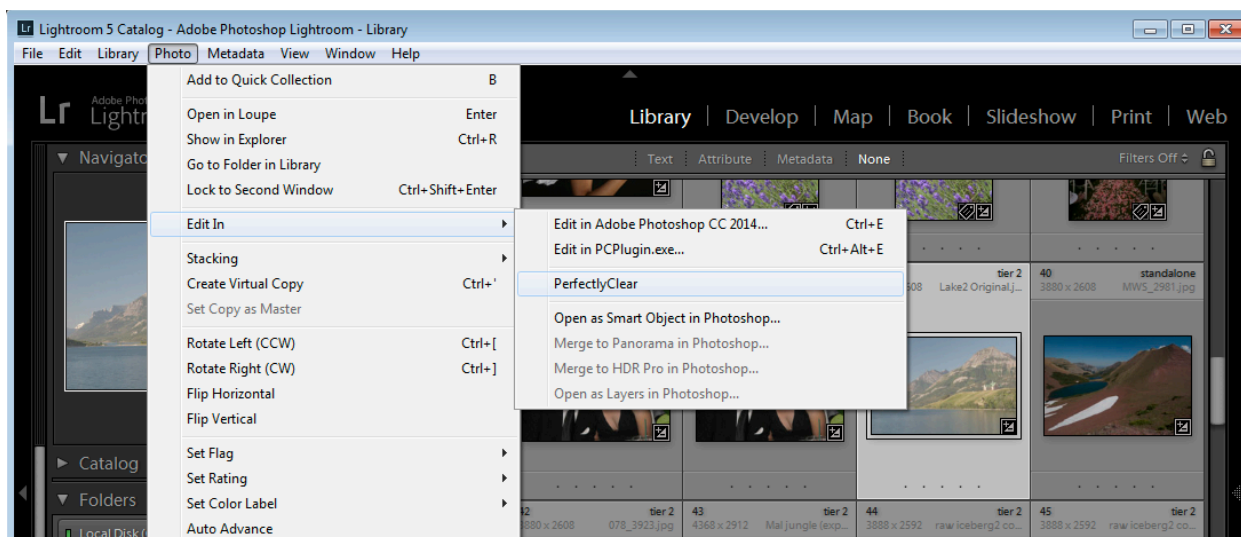 Lr Lightroom 5 Catalog - Adobe Photoshop Lightroom - Library
File Edit Library Photo Metadata View Window Help
Add to Quick Collection B
Open in Loupe Enter
Show in Explorer Ctrl+R
Go to Folder in Library
Lock to Second Window Ctrl+Shift+Enter
Edit In
Stacking
Create Virtual Copy Ctrl+'
Set Copy as Master
Rotate Left (CCW) Ctrl+[
Rotate Right (CW) Ctrl+]
Flip Horizontal
Flip Vertical
Set Flag
Set Rating
Set Color Label
Auto Advance
Edit in Adobe Photoshop CC 2014... Ctrl+E
Edit in PCPlugin.exe... Ctrl+Alt+E
PerfectlyClear
Open as Smart Object in Photoshop...
Merge to Panorama in Photoshop...
Merge to HDR Pro in Photoshop...
Open as Layers in Photoshop...
Lr Adobe Phot
Lightr
Library | Develop | Map | Book | Slideshow | Print | Web
Navigato
Text Attribute Metadata None Filters Off
tier 2
608 Lake2 Original.j...
40 standalone
3880 x 2608 MWS_2981.jpg
Catalog
Folders
Local Disk (
42 tier 2
3880 x 2608 078_3923.jpg
43 tier 2
4368 x 2912 Mal jungle (exp...
44 tier 2
3888 x 2592 raw iceberg2 co...
45 tier 2
3888 x 2592 raw iceberg2 co...